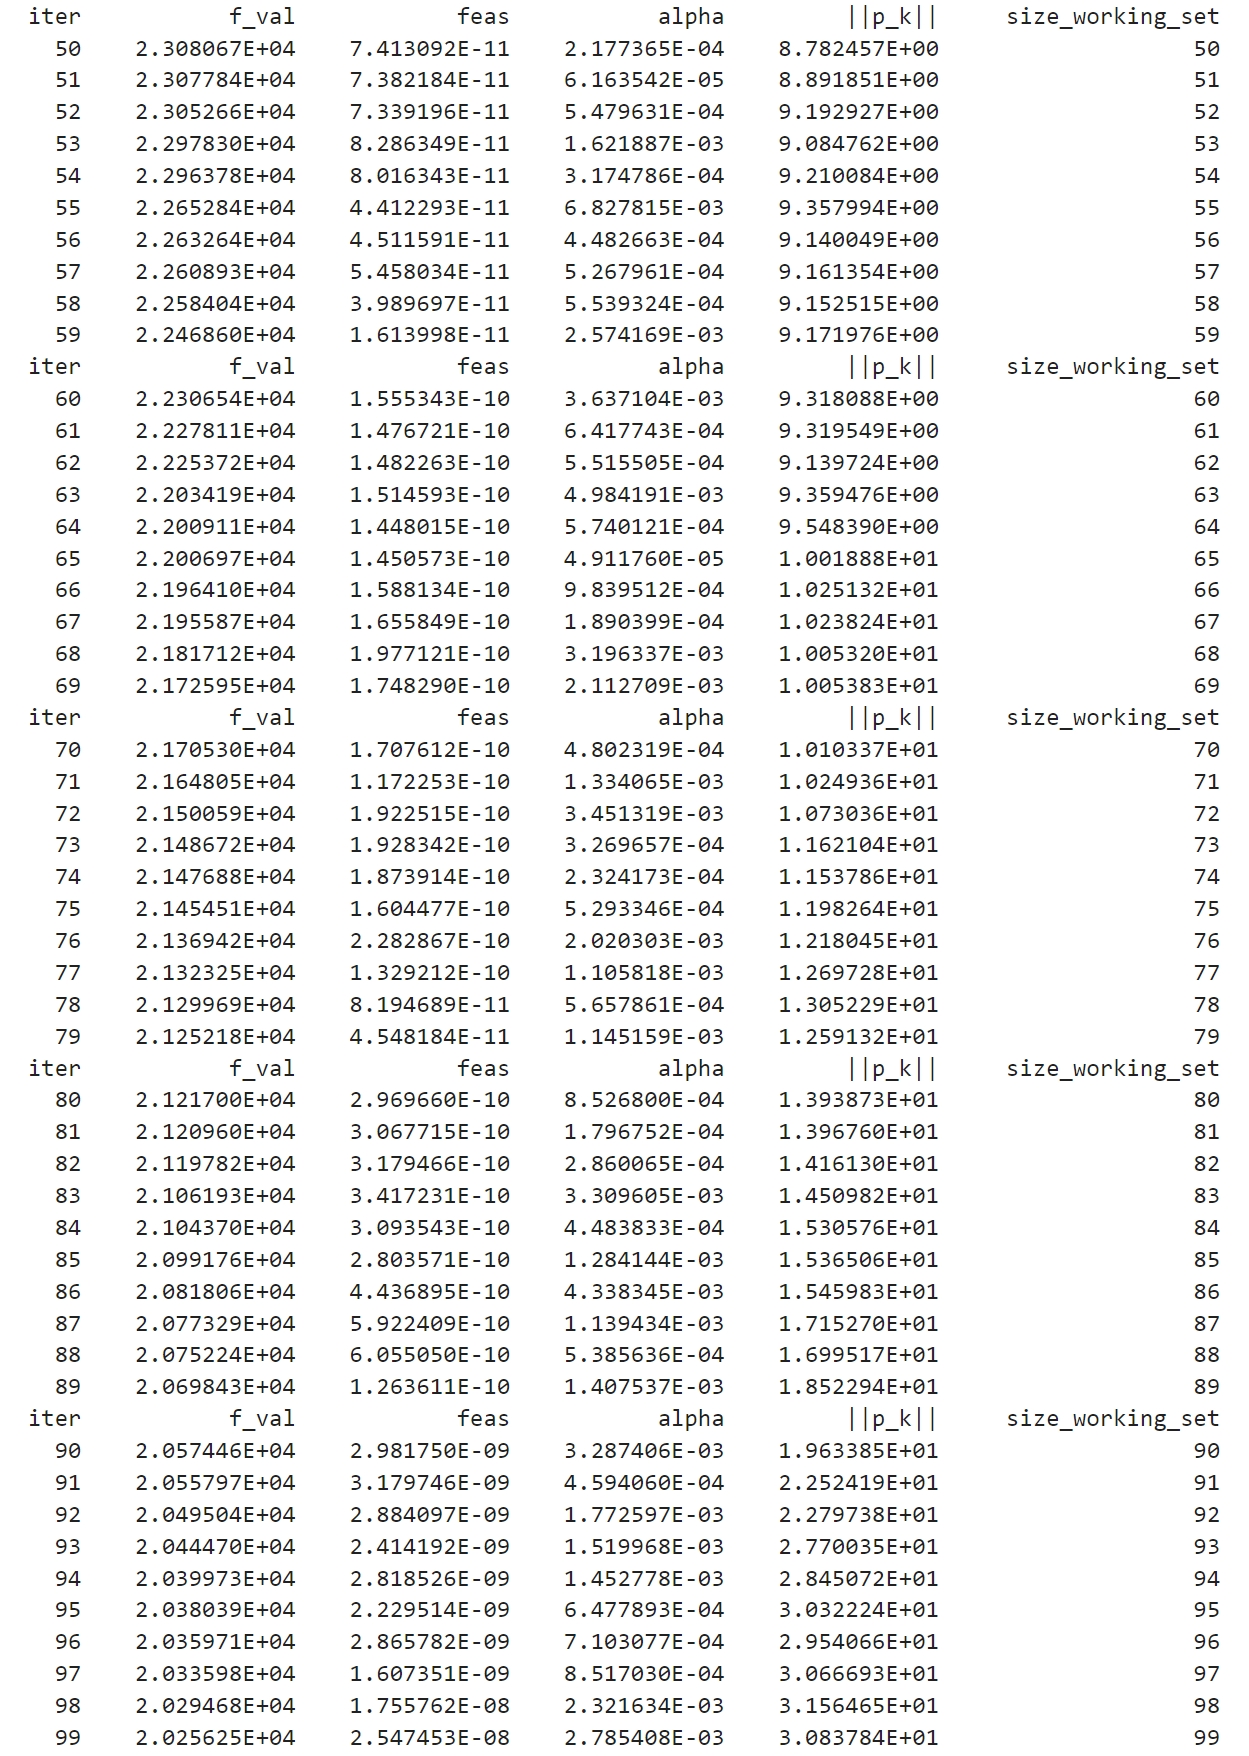 iter f_val feas alpha ||p_k|| size_working_set
50 2.308067E+04 7.413092E-11 2.177365E-04 8.782457E+00 50
51 2.307784E+04 7.382184E-11 6.163542E-05 8.891851E+00 51
52 2.305266E+04 7.339196E-11 5.479631E-04 9.192927E+00 52
53 2.297830E+04 8.286349E-11 1.621887E-03 9.084762E+00 53
54 2.296378E+04 8.016343E-11 3.174786E-04 9.210084E+00 54
55 2.265284E+04 4.412293E-11 6.827815E-03 9.357994E+00 55
56 2.263264E+04 4.511591E-11 4.482663E-04 9.140049E+00 56
57 2.260893E+04 5.458034E-11 5.267961E-04 9.161354E+00 57
58 2.258404E+04 3.989697E-11 5.539324E-04 9.152515E+00 58
59 2.246860E+04 1.613998E-11 2.574169E-03 9.171976E+00 59
iter f_val feas alpha ||p_k|| size_working_set
60 2.230654E+04 1.555343E-10 3.637104E-03 9.318088E+00 60
61 2.227811E+04 1.476721E-10 6.417743E-04 9.319549E+00 61
62 2.225372E+04 1.482263E-10 5.515505E-04 9.139724E+00 62
63 2.203419E+04 1.514593E-10 4.984191E-03 9.359476E+00 63
64 2.200911E+04 1.448015E-10 5.740121E-04 9.548390E+00 64
65 2.200697E+04 1.450573E-10 4.911760E-05 1.001888E+01 65
66 2.196410E+04 1.588134E-10 9.839512E-04 1.025132E+01 66
67 2.195587E+04 1.655849E-10 1.890399E-04 1.023824E+01 67
68 2.181712E+04 1.977121E-10 3.196337E-03 1.005320E+01 68
69 2.172595E+04 1.748290E-10 2.112709E-03 1.005383E+01 69
iter f_val feas alpha ||p_k|| size_working_set
70 2.170530E+04 1.707612E-10 4.802319E-04 1.010337E+01 70
71 2.164805E+04 1.172253E-10 1.334065E-03 1.024936E+01 71
72 2.150059E+04 1.922515E-10 3.451319E-03 1.073036E+01 72
73 2.148672E+04 1.928342E-10 3.269657E-04 1.162104E+01 73
74 2.147688E+04 1.873914E-10 2.324173E-04 1.153786E+01 74
75 2.145451E+04 1.604477E-10 5.293346E-04 1.198264E+01 75
76 2.136942E+04 2.282867E-10 2.020303E-03 1.218045E+01 76
77 2.132325E+04 1.329212E-10 1.105818E-03 1.269728E+01 77
78 2.129969E+04 8.194689E-11 5.657861E-04 1.305229E+01 78
79 2.125218E+04 4.548184E-11 1.145159E-03 1.259132E+01 79
iter f_val feas alpha ||p_k|| size_working_set
80 2.121700E+04 2.969660E-10 8.526800E-04 1.393873E+01 80
81 2.120960E+04 3.067715E-10 1.796752E-04 1.396760E+01 81
82 2.119782E+04 3.179466E-10 2.860065E-04 1.416130E+01 82
83 2.106193E+04 3.417231E-10 3.309605E-03 1.450982E+01 83
84 2.104370E+04 3.093543E-10 4.483833E-04 1.530576E+01 84
85 2.099176E+04 2.803571E-10 1.284144E-03 1.536506E+01 85
86 2.081806E+04 4.436895E-10 4.338345E-03 1.545983E+01 86
87 2.077329E+04 5.922409E-10 1.139434E-03 1.715270E+01 87
88 2.075224E+04 6.055050E-10 5.385636E-04 1.699517E+01 88
89 2.069843E+04 1.263611E-10 1.407537E-03 1.852294E+01 89
iter f_val feas alpha ||p_k|| size_working_set
90 2.057446E+04 2.981750E-09 3.287406E-03 1.963385E+01 90
91 2.055797E+04 3.179746E-09 4.594060E-04 2.252419E+01 91
92 2.049504E+04 2.884097E-09 1.772597E-03 2.279738E+01 92
93 2.044470E+04 2.414192E-09 1.519968E-03 2.770035E+01 93
94 2.039973E+04 2.818526E-09 1.452778E-03 2.845072E+01 94
95 2.038039E+04 2.229514E-09 6.477893E-04 3.032224E+01 95
96 2.035971E+04 2.865782E-09 7.103077E-04 2.954066E+01 96
97 2.033598E+04 1.607351E-09 8.517030E-04 3.066693E+01 97
98 2.029468E+04 1.755762E-08 2.321634E-03 3.156465E+01 98
99 2.025625E+04 2.547453E-08 2.785408E-03 3.083784E+01 99